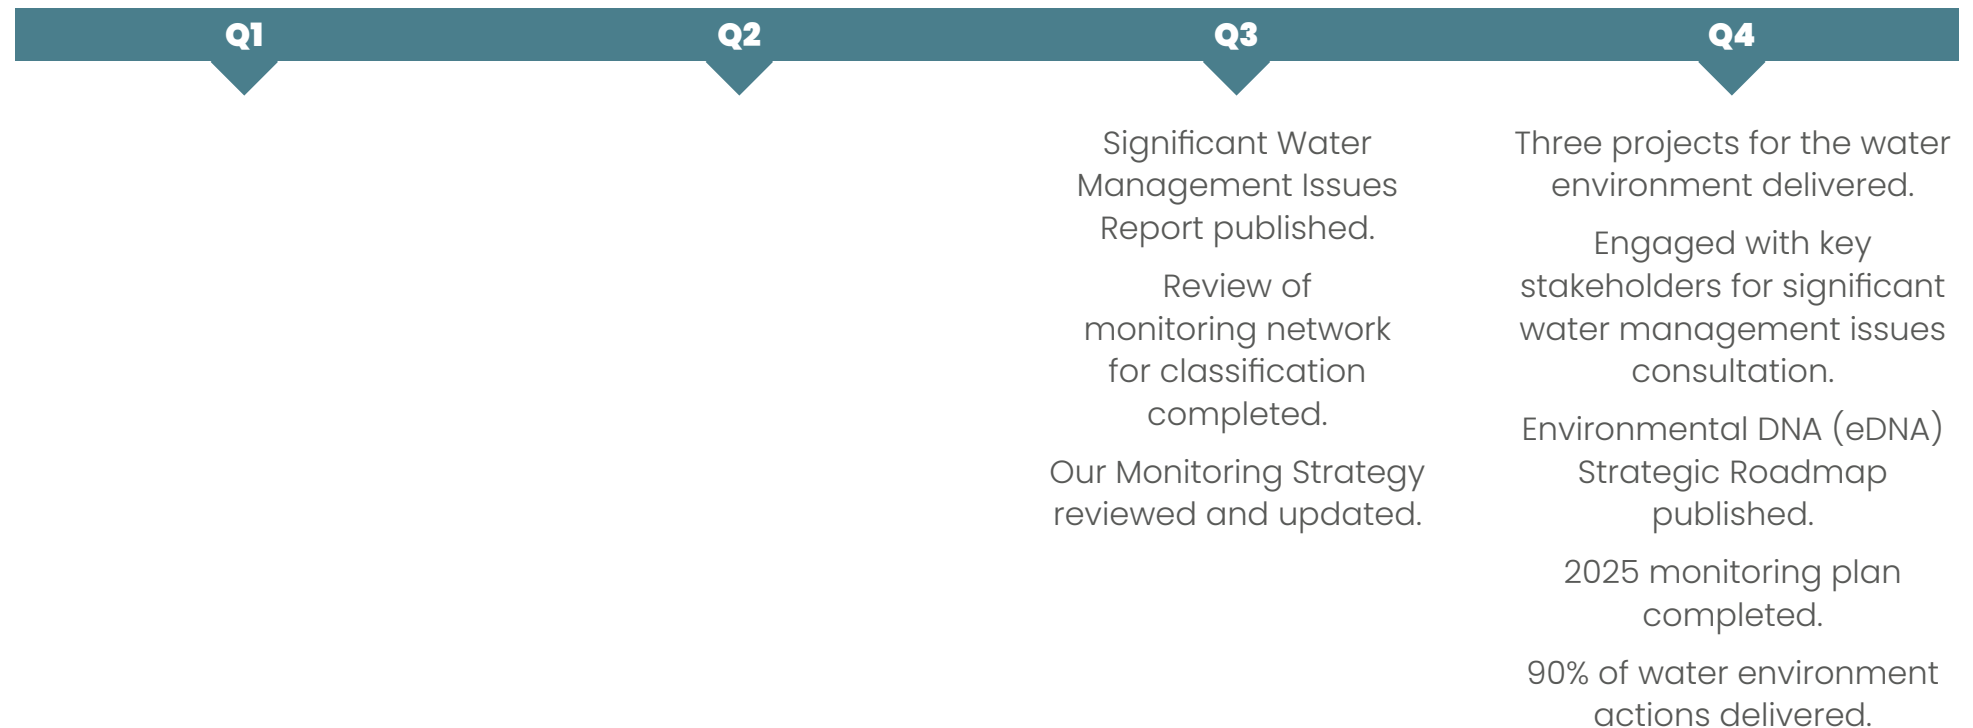 Q1
Q2
Q3
Q4
Significant Water
Management Issues
Report published.
Review of
monitoring network
for classification
completed.
Our Monitoring Strategy
reviewed and updated.
Three projects for the water
environment delivered.
Engaged with key
stakeholders for significant
water management issues
consultation.
Environmental DNA (eDNA)
Strategic Roadmap
published.
2025 monitoring plan
completed.
90% of water environment
actions delivered.